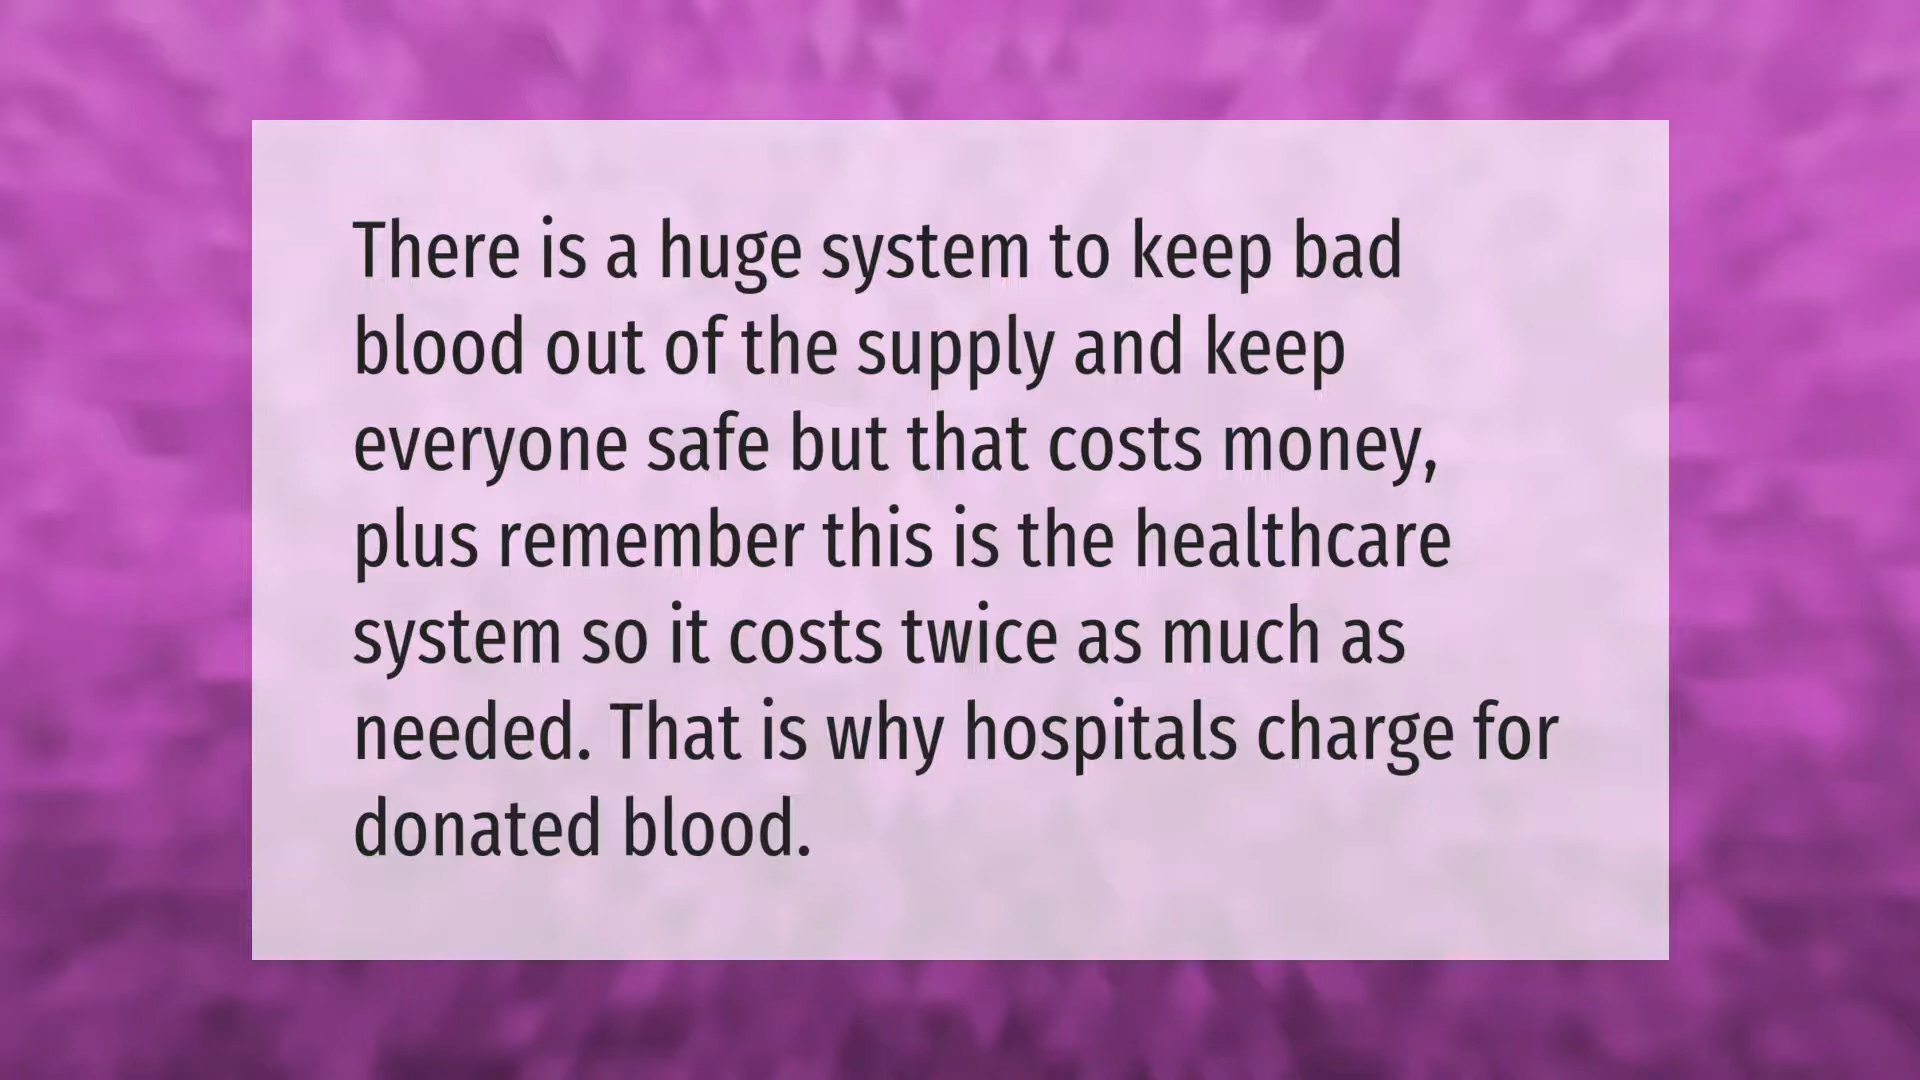 There is a huge system to keep bad
blood out of the supply and keep
everyone safe but that costs money,
plus remember this is the healthcare
system so it costs twice as much as
needed. That is why hospitals charge for
donated blood.